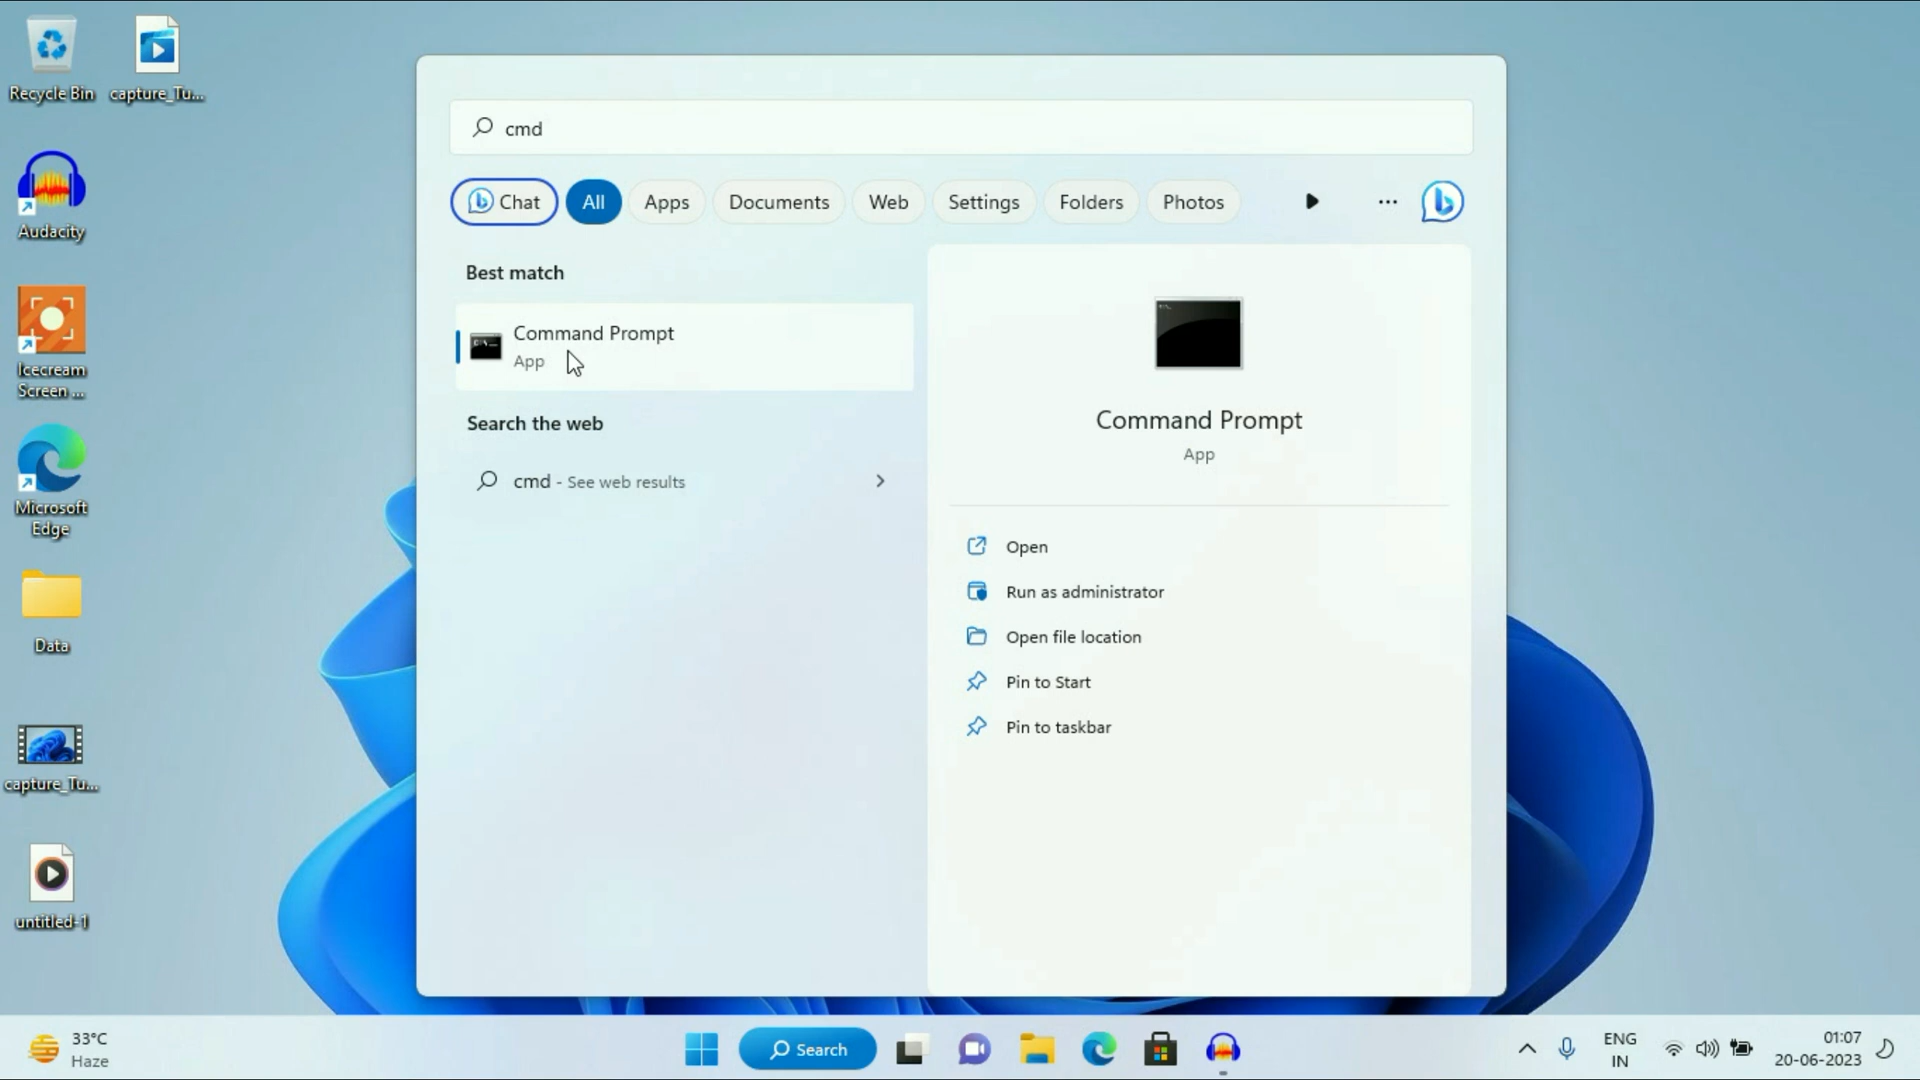 Recycle Bin
capture_Tu...
Audacity
Icecream
Screen ...
Microsoft
Edge
Data
capture_Tu...
untitled-1
cmd
Chat
All
Apps
Documents
Web
Settings
Folders
Photos
...
Best match
Command Prompt
App
Search the web
cmd - See web results
Command Prompt
App
Open
Run as administrator
Open file location
Pin to Start
Pin to taskbar
33°C
Haze
Search
ENG
IN
01:07
20-06-2023